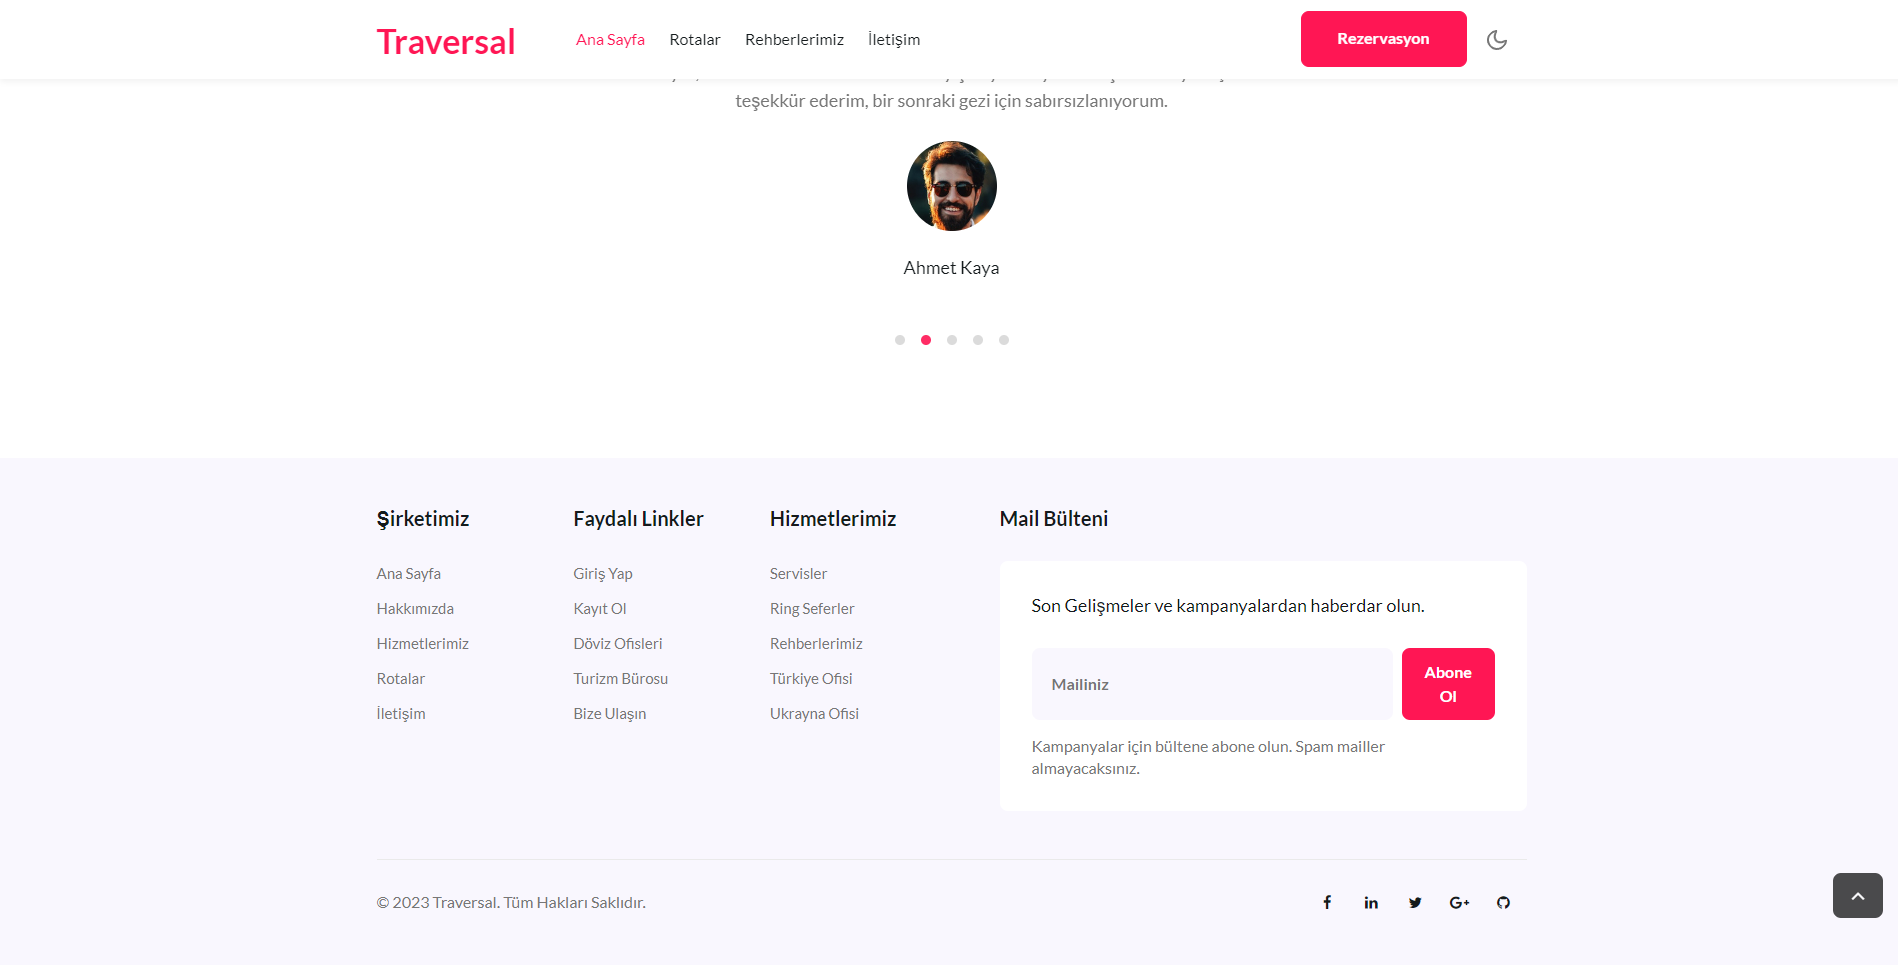 Traversal
Ana Sayfa Rotalar Rehberlerimiz İletişim
Rezervasyon
teşekkür ederim, bir sonraki gezi için sabırsızlanıyorum.
Ahmet Kaya
Şirketimiz
Ana Sayfa
Hakkımızda
Hizmetlerimiz
Rotalar
İletişim
Faydalı Linkler
Giriş Yap
Kayıt Ol
Döviz Ofisleri
Turizm Bürosu
Bize Ulaşın
Hizmetlerimiz
Servisler
Ring Seferler
Rehberlerimiz
Türkiye Ofisi
Ukrayna Ofisi
Mail Bülteni
Son Gelişmeler ve kampanyalardan haberdar olun.
Mailiniz
Abone
Ol
Kampanyalar için bültene abone olun. Spam mailler
almayacaksınız.
© 2023 Traversal. Tüm Hakları Saklıdır.